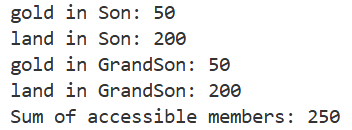 gold in Son: 50
land in Son: 200
gold in GrandSon: 50
land in GrandSon: 200
Sum of accessible members: 250